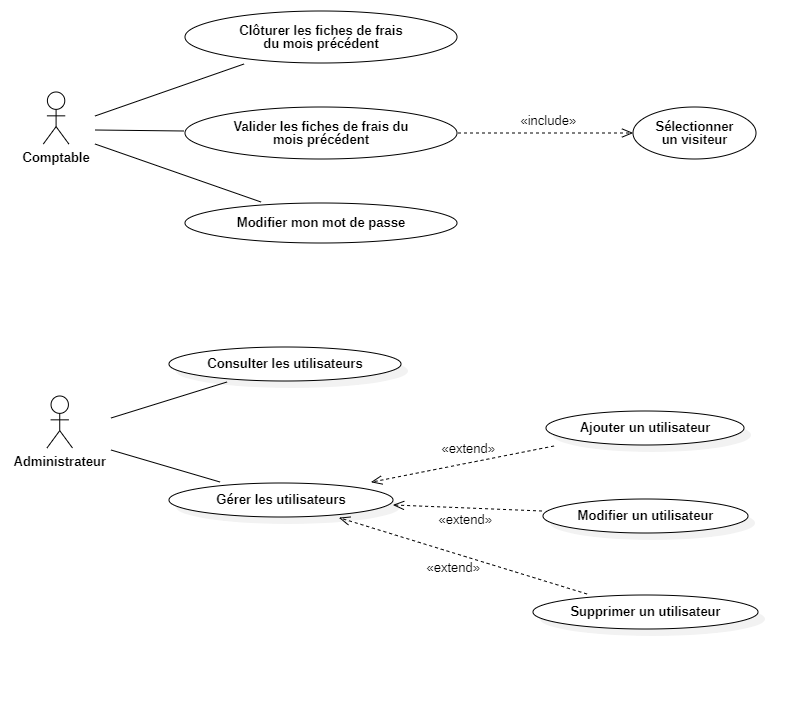 Clôturer les fiches de frais
du mois précédent
Comptable
Valider les fiches de frais du
mois précédent
«include»
Sélectionner
un visiteur
Modifier mon mot de passe
Consulter les utilisateurs
Administrateur
Gérer les utilisateurs
«extend»
Ajouter un utilisateur
«extend»
Modifier un utilisateur
«extend»
Supprimer un utilisateur